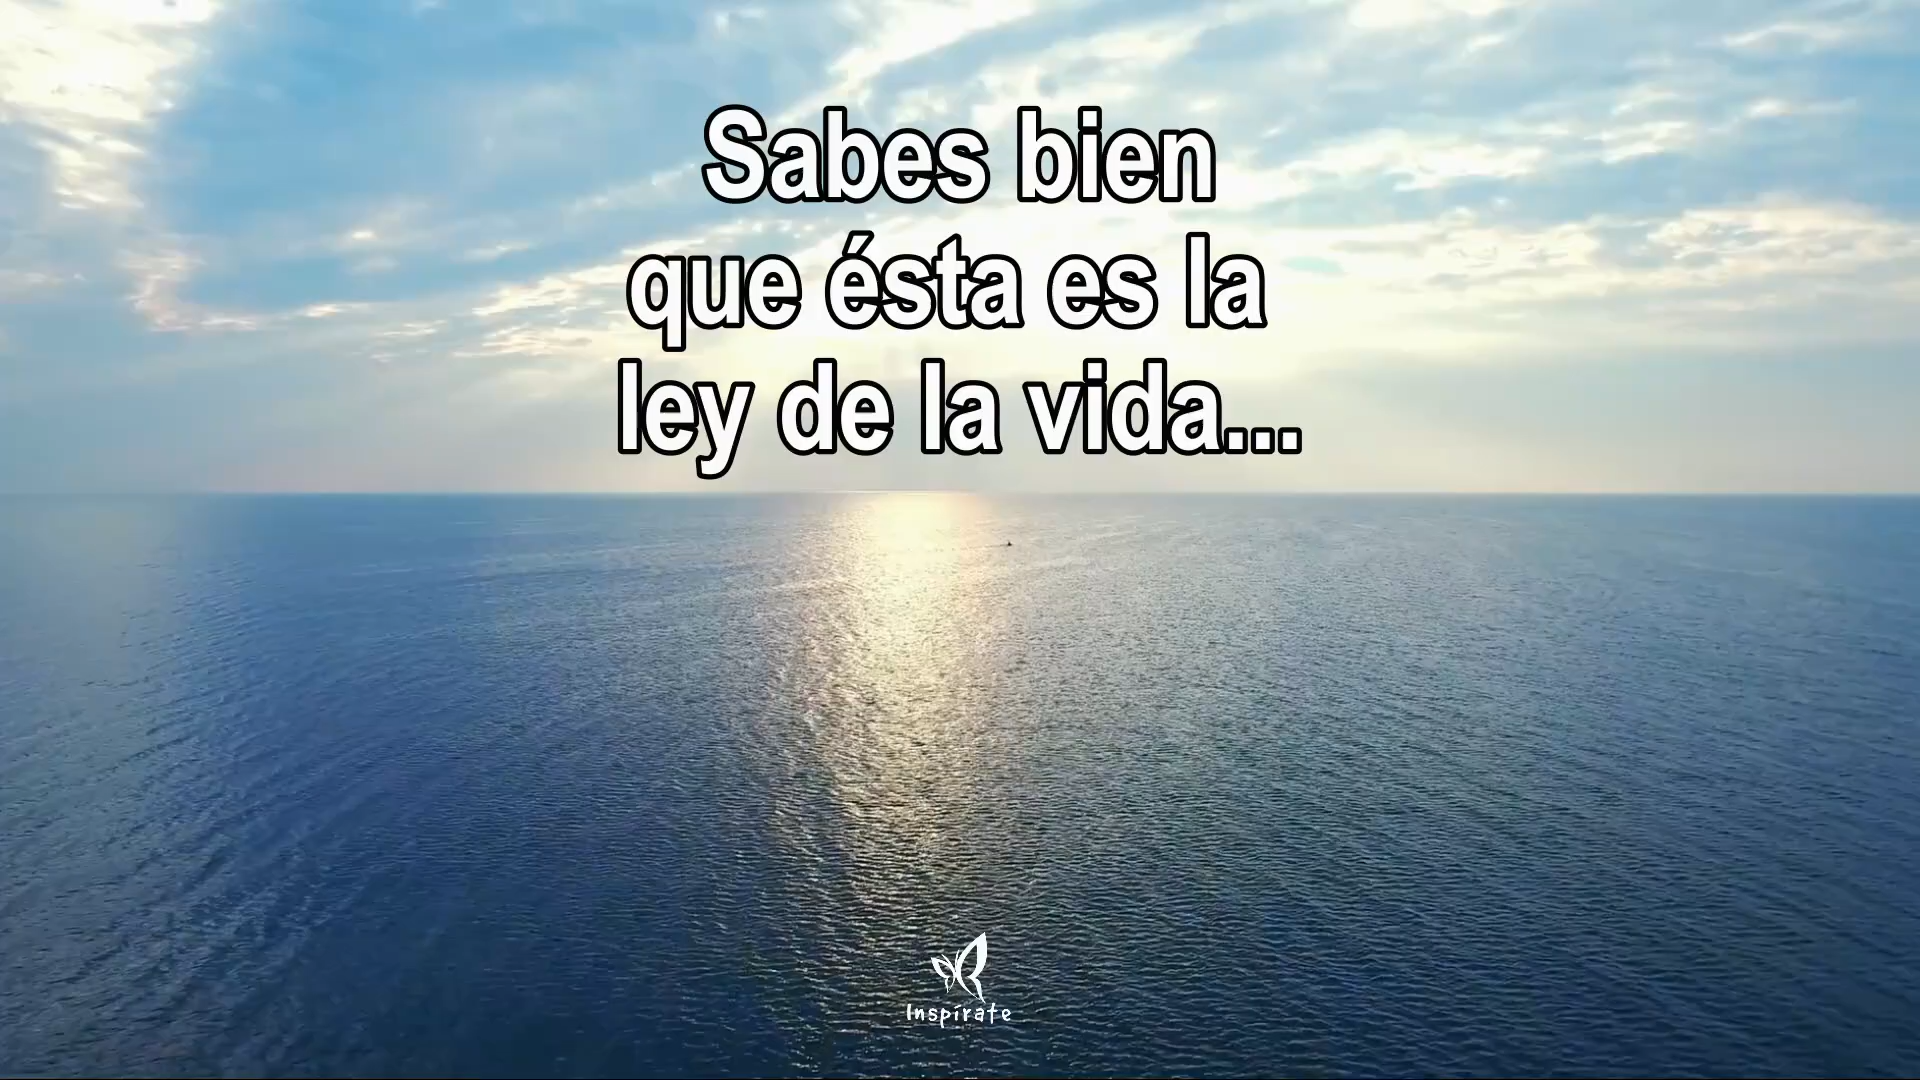 Sabes bien
que ésta es la
ley de la vida...
Inspírate